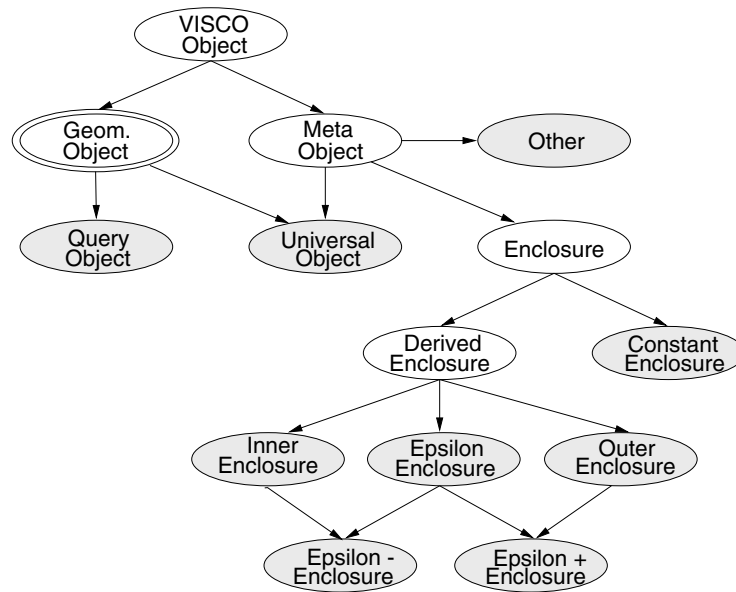 VISCO
Object
Geom.
Object
Meta
Object
Other
Query
Object
Universal
Object
Enclosure
Derived
Enclosure
Constant
Enclosure
Inner
Enclosure
Epsilon
Enclosure
Outer
Enclosure
Epsilon -
Enclosure
Epsilon +
Enclosure